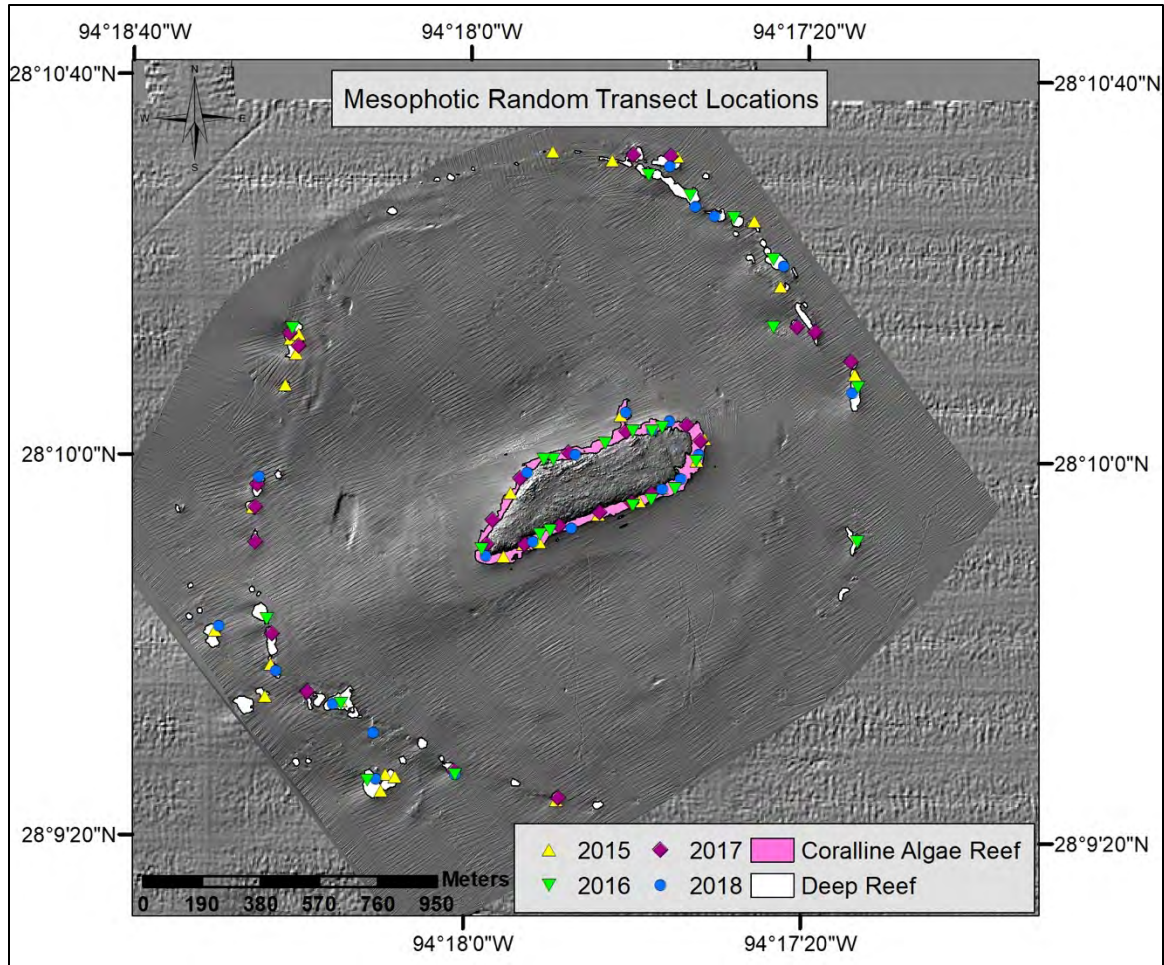 94°18'40"W 94°18'0"W 94°17'20"W
28°10'40"N 28°10'40"N
Mesophotic Random Transect Locations
N
W E
S
28°10'0"N 28°10'0"N
28°9'20"N 28°9'20"N
2015 2017 Coralline Algae Reef
2016 2018 Deep Reef
Meters
0 190 380 570 760 950
94°18'0"W 94°17'20"W